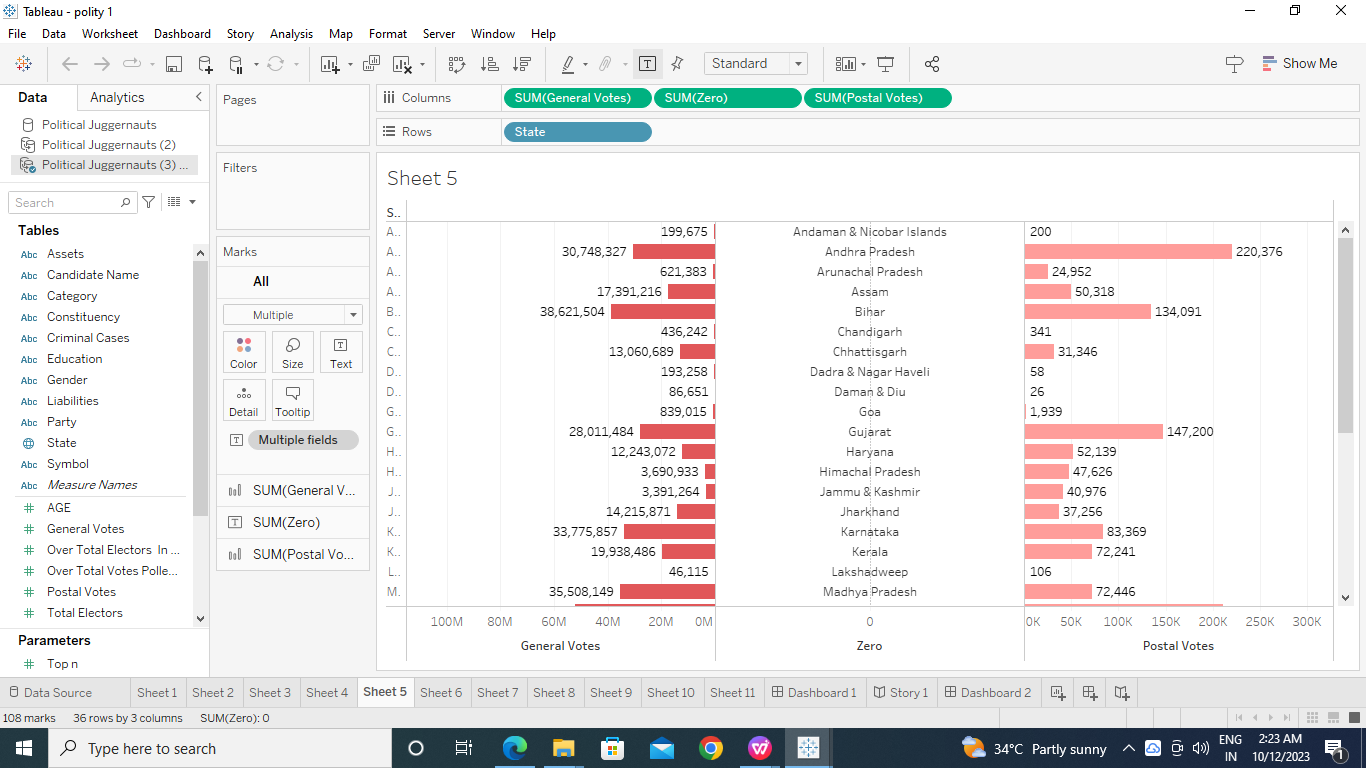 Tableau - polity 1
File Data Worksheet Dashboard Story Analysis Map Format Server Window Help
Standard
Show Me
Data Analytics
Political Juggernauts
Political Juggernauts (2)
Political Juggernauts (3) ...
Search
Tables
Abc Assets
Abc Candidate Name
Abc Category
Abc Constituency
Abc Criminal Cases
Abc Education
Abc Gender
Abc Liabilities
Abc Party
State
Abc Symbol
Abc Measure Names
# AGE
# General Votes
# Over Total Electors In ...
# Over Total Votes Polle...
# Postal Votes
# Total Electors
Parameters
# Top n
Pages
Filters
Marks
All
Multiple
Color Size Text
Detail Tooltip
Multiple fields
SUM(General V...
SUM(Zero)
SUM(Postal Vo...
Columns SUM(General Votes) SUM(Zero) SUM(Postal Votes)
Rows State
Sheet 5
S..
A.. 199,675 Andaman & Nicobar Islands 200
A.. 30,748,327 Andhra Pradesh 220,376
A.. 621,383 Arunachal Pradesh 24,952
A.. 17,391,216 Assam 50,318
B.. 38,621,504 Bihar 134,091
C.. 436,242 Chandigarh 341
C.. 13,060,689 Chhattisgarh 31,346
D.. 193,258 Dadra & Nagar Haveli 58
D.. 86,651 Daman & Diu 26
G.. 839,015 Goa 1,939
G.. 28,011,484 Gujarat 147,200
H.. 12,243,072 Haryana 52,139
H.. 3,690,933 Himachal Pradesh 47,626
J.. 3,391,264 Jammu & Kashmir 40,976
J.. 14,215,871 Jharkhand 37,256
K.. 33,775,857 Karnataka 83,369
K.. 19,938,486 Kerala 72,241
L.. 46,115 Lakshadweep 106
M.. 35,508,149 Madhya Pradesh 72,446
100M 80M 60M 40M 20M 0M 0 0K 50K 100K 150K 200K 250K 300K
General Votes Zero Postal Votes
Data Source Sheet 1 Sheet 2 Sheet 3 Sheet 4 Sheet 5 Sheet 6 Sheet 7 Sheet 8 Sheet 9 Sheet 10 Sheet 11 Dashboard 1 Story 1 Dashboard 2
108 marks 36 rows by 3 columns SUM(Zero): 0
Type here to search
34°C Partly sunny
ENG
IN
2:23 AM
10/12/2023
1